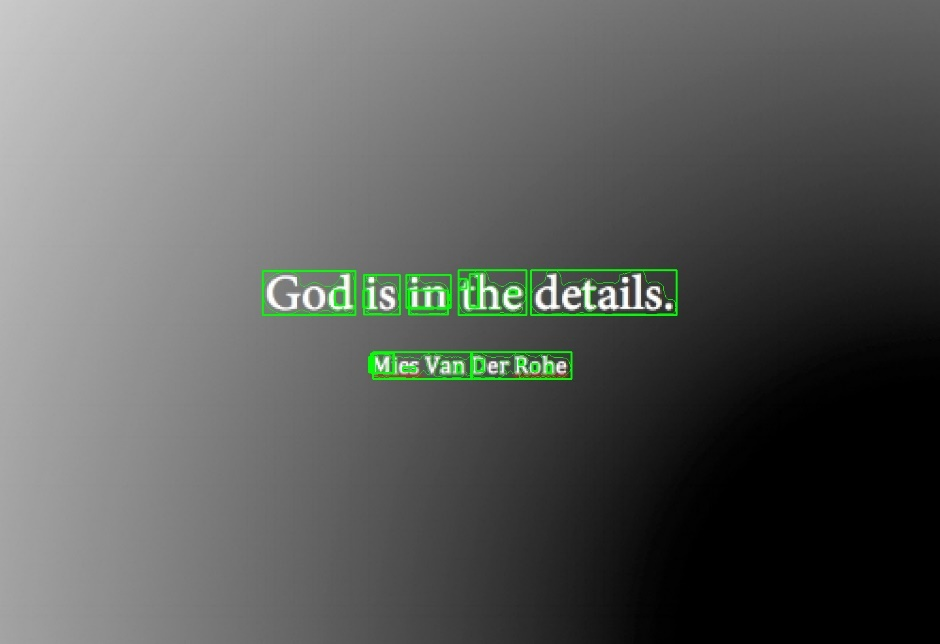 God is in the details.
Mies Van Der Rohe